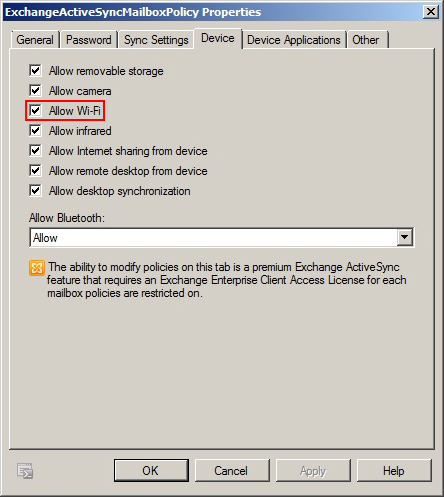 ExchangeActiveSyncMailboxPolicy Properties
General Password Sync Settings Device Device Applications Other
Allow removable storage
Allow camera
Allow Wi-Fi
Allow infrared
Allow Internet sharing from device
Allow remote desktop from device
Allow desktop synchronization
Allow Bluetooth:
Allow
The ability to modify policies on this tab is a premium Exchange ActiveSync
feature that requires an Exchange Enterprise Client Access License for each
mailbox policies are restricted on.
OK Cancel Apply Help